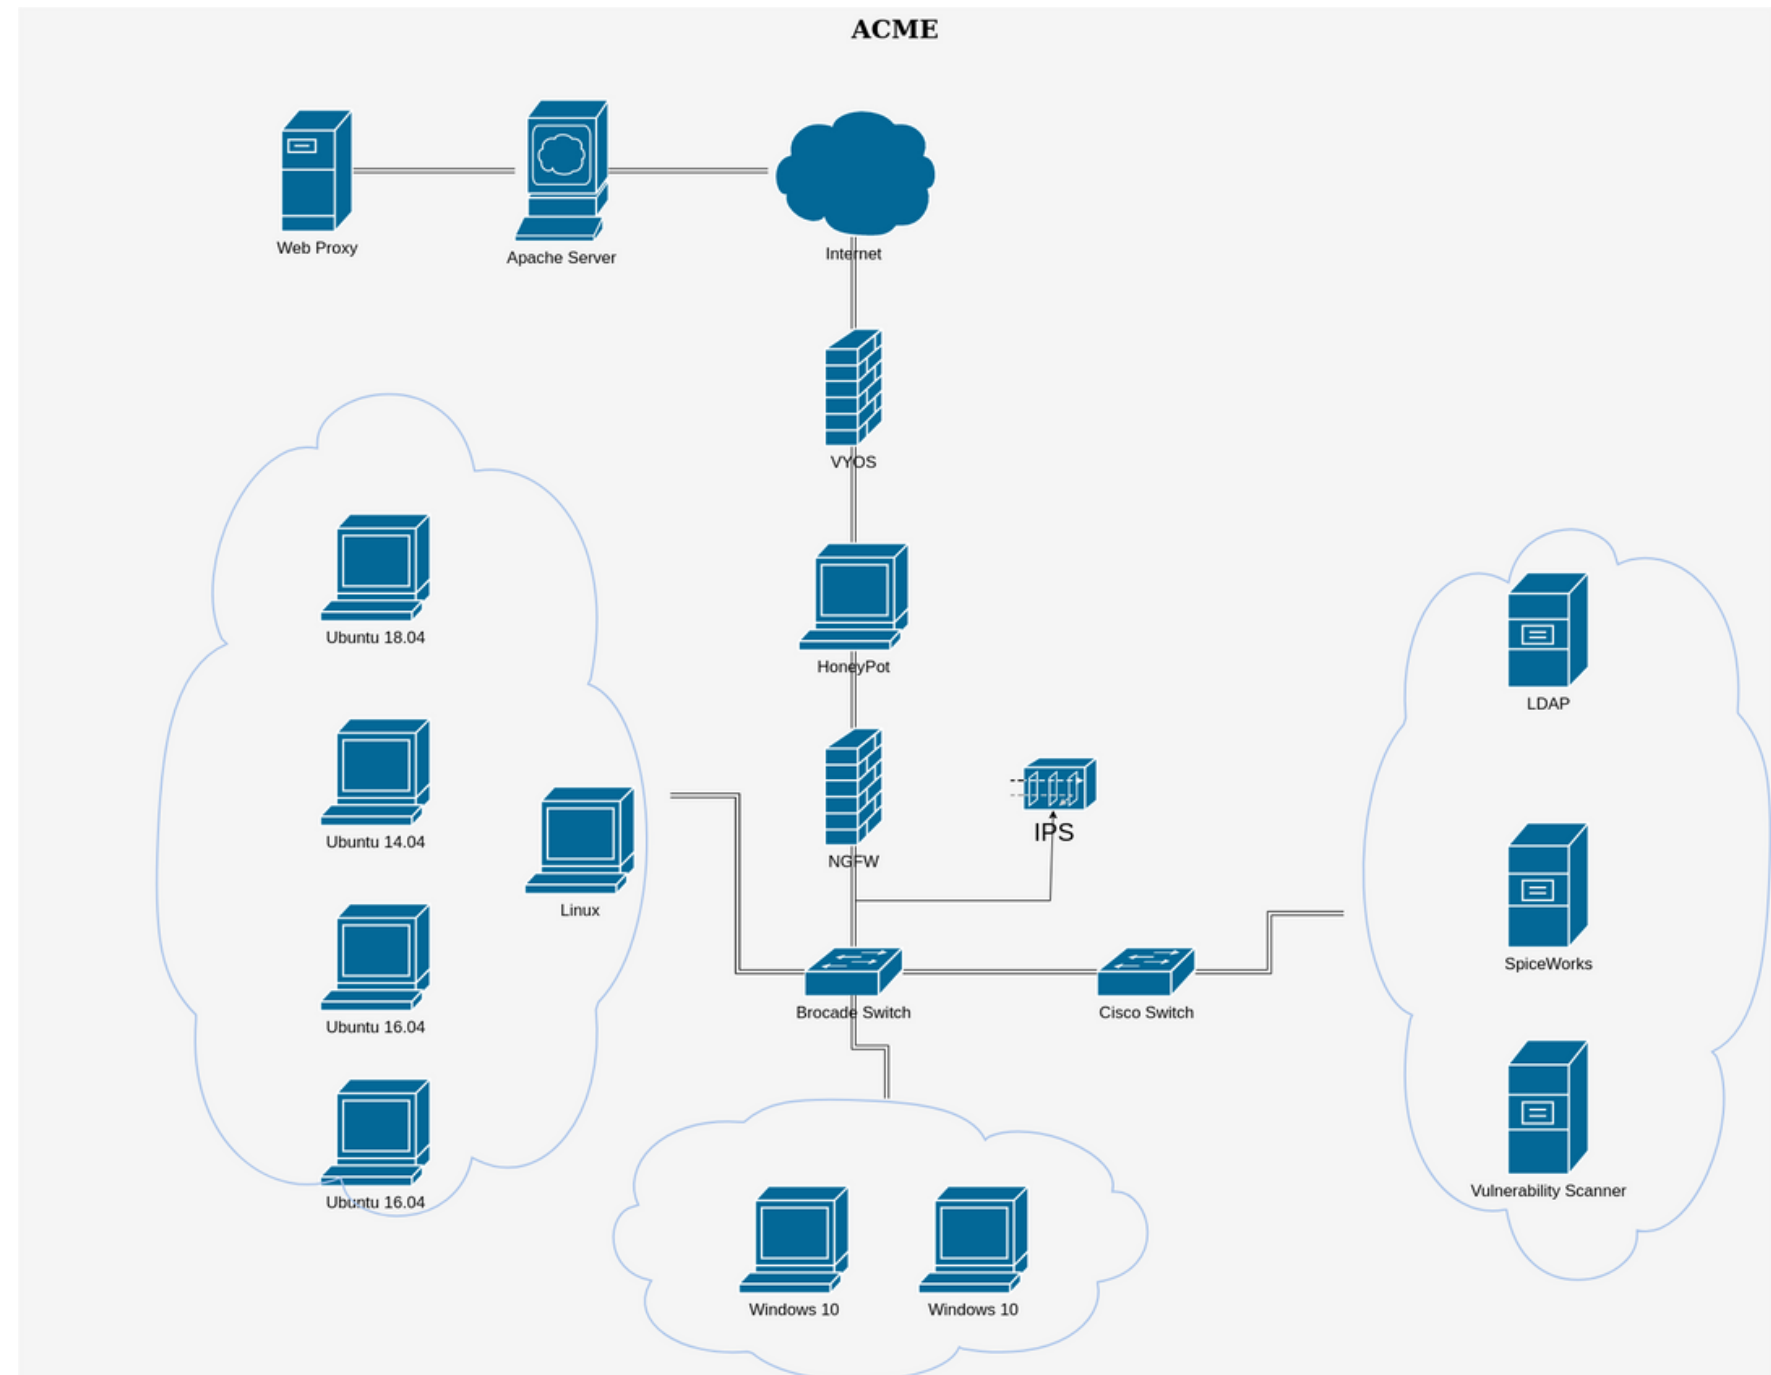 ACME
Web Proxy
Apache Server
Internet
VYOS
Ubuntu 18.04
HoneyPot
LDAP
Ubuntu 14.04
IPS
NGFW
Linux
SpiceWorks
Brocade Switch
Cisco Switch
Ubuntu 16.04
Vulnerability Scanner
Ubuntu 16.04
Windows 10
Windows 10